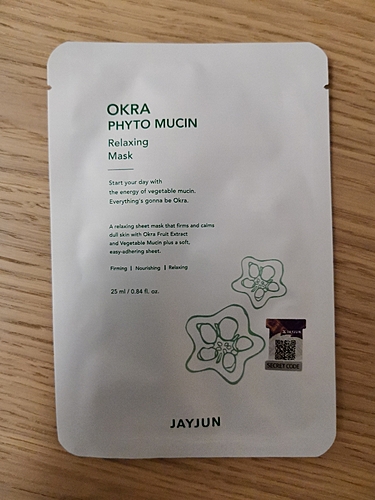 OKRA
PHYTO MUCIN
Relaxing
Mask
Start your day with
the energy of vegetable mucin.
Everything's gonna be Okra.
A relaxing sheet mask that firms and calms
dull skin with Okra Fruit Extract
and Vegetable Mucin plus a soft,
easy-adhering sheet.
Firming | Nourishing | Relaxing
25 ml / 0.84 fl. oz.
SECRET CODE
JAYJUN